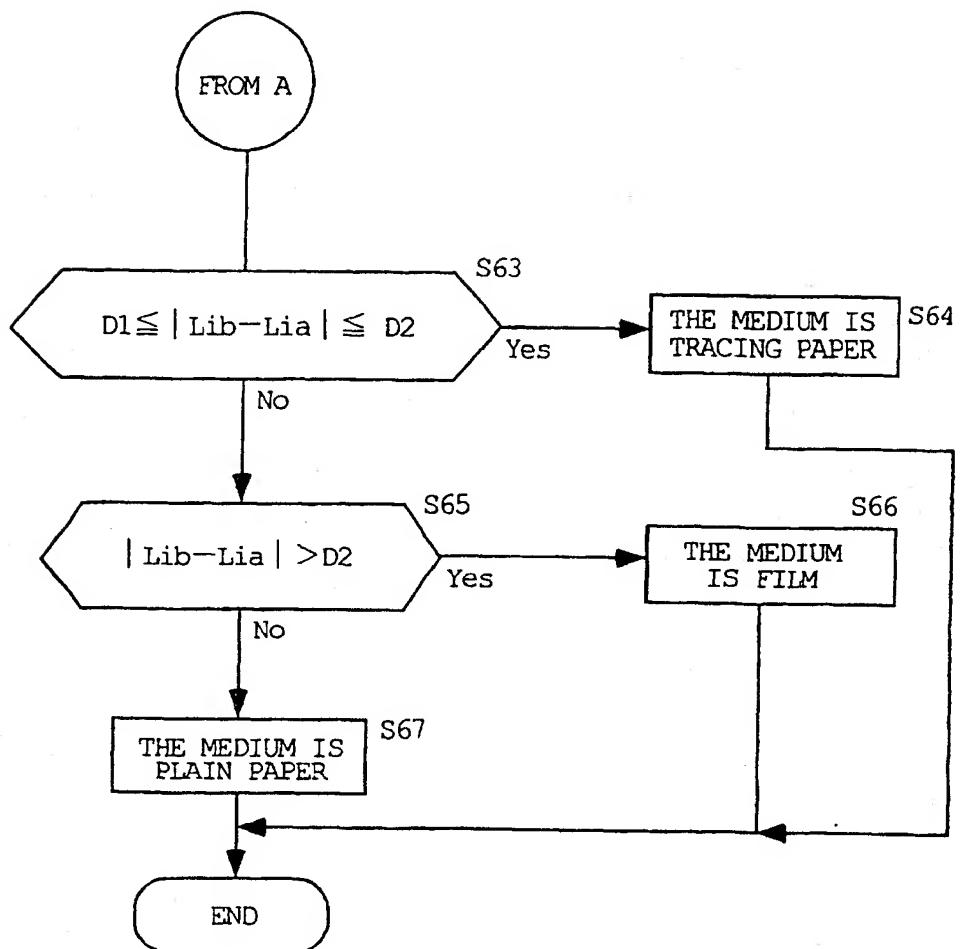 FROM A
S63
D1≦|Lib−Lia|≦ D2
Yes
THE MEDIUM IS
TRACING PAPER
S64
No
S65
|Lib−Lia|>D2
Yes
S66
THE MEDIUM
IS FILM
No
S67
THE MEDIUM IS
PLAIN PAPER
END